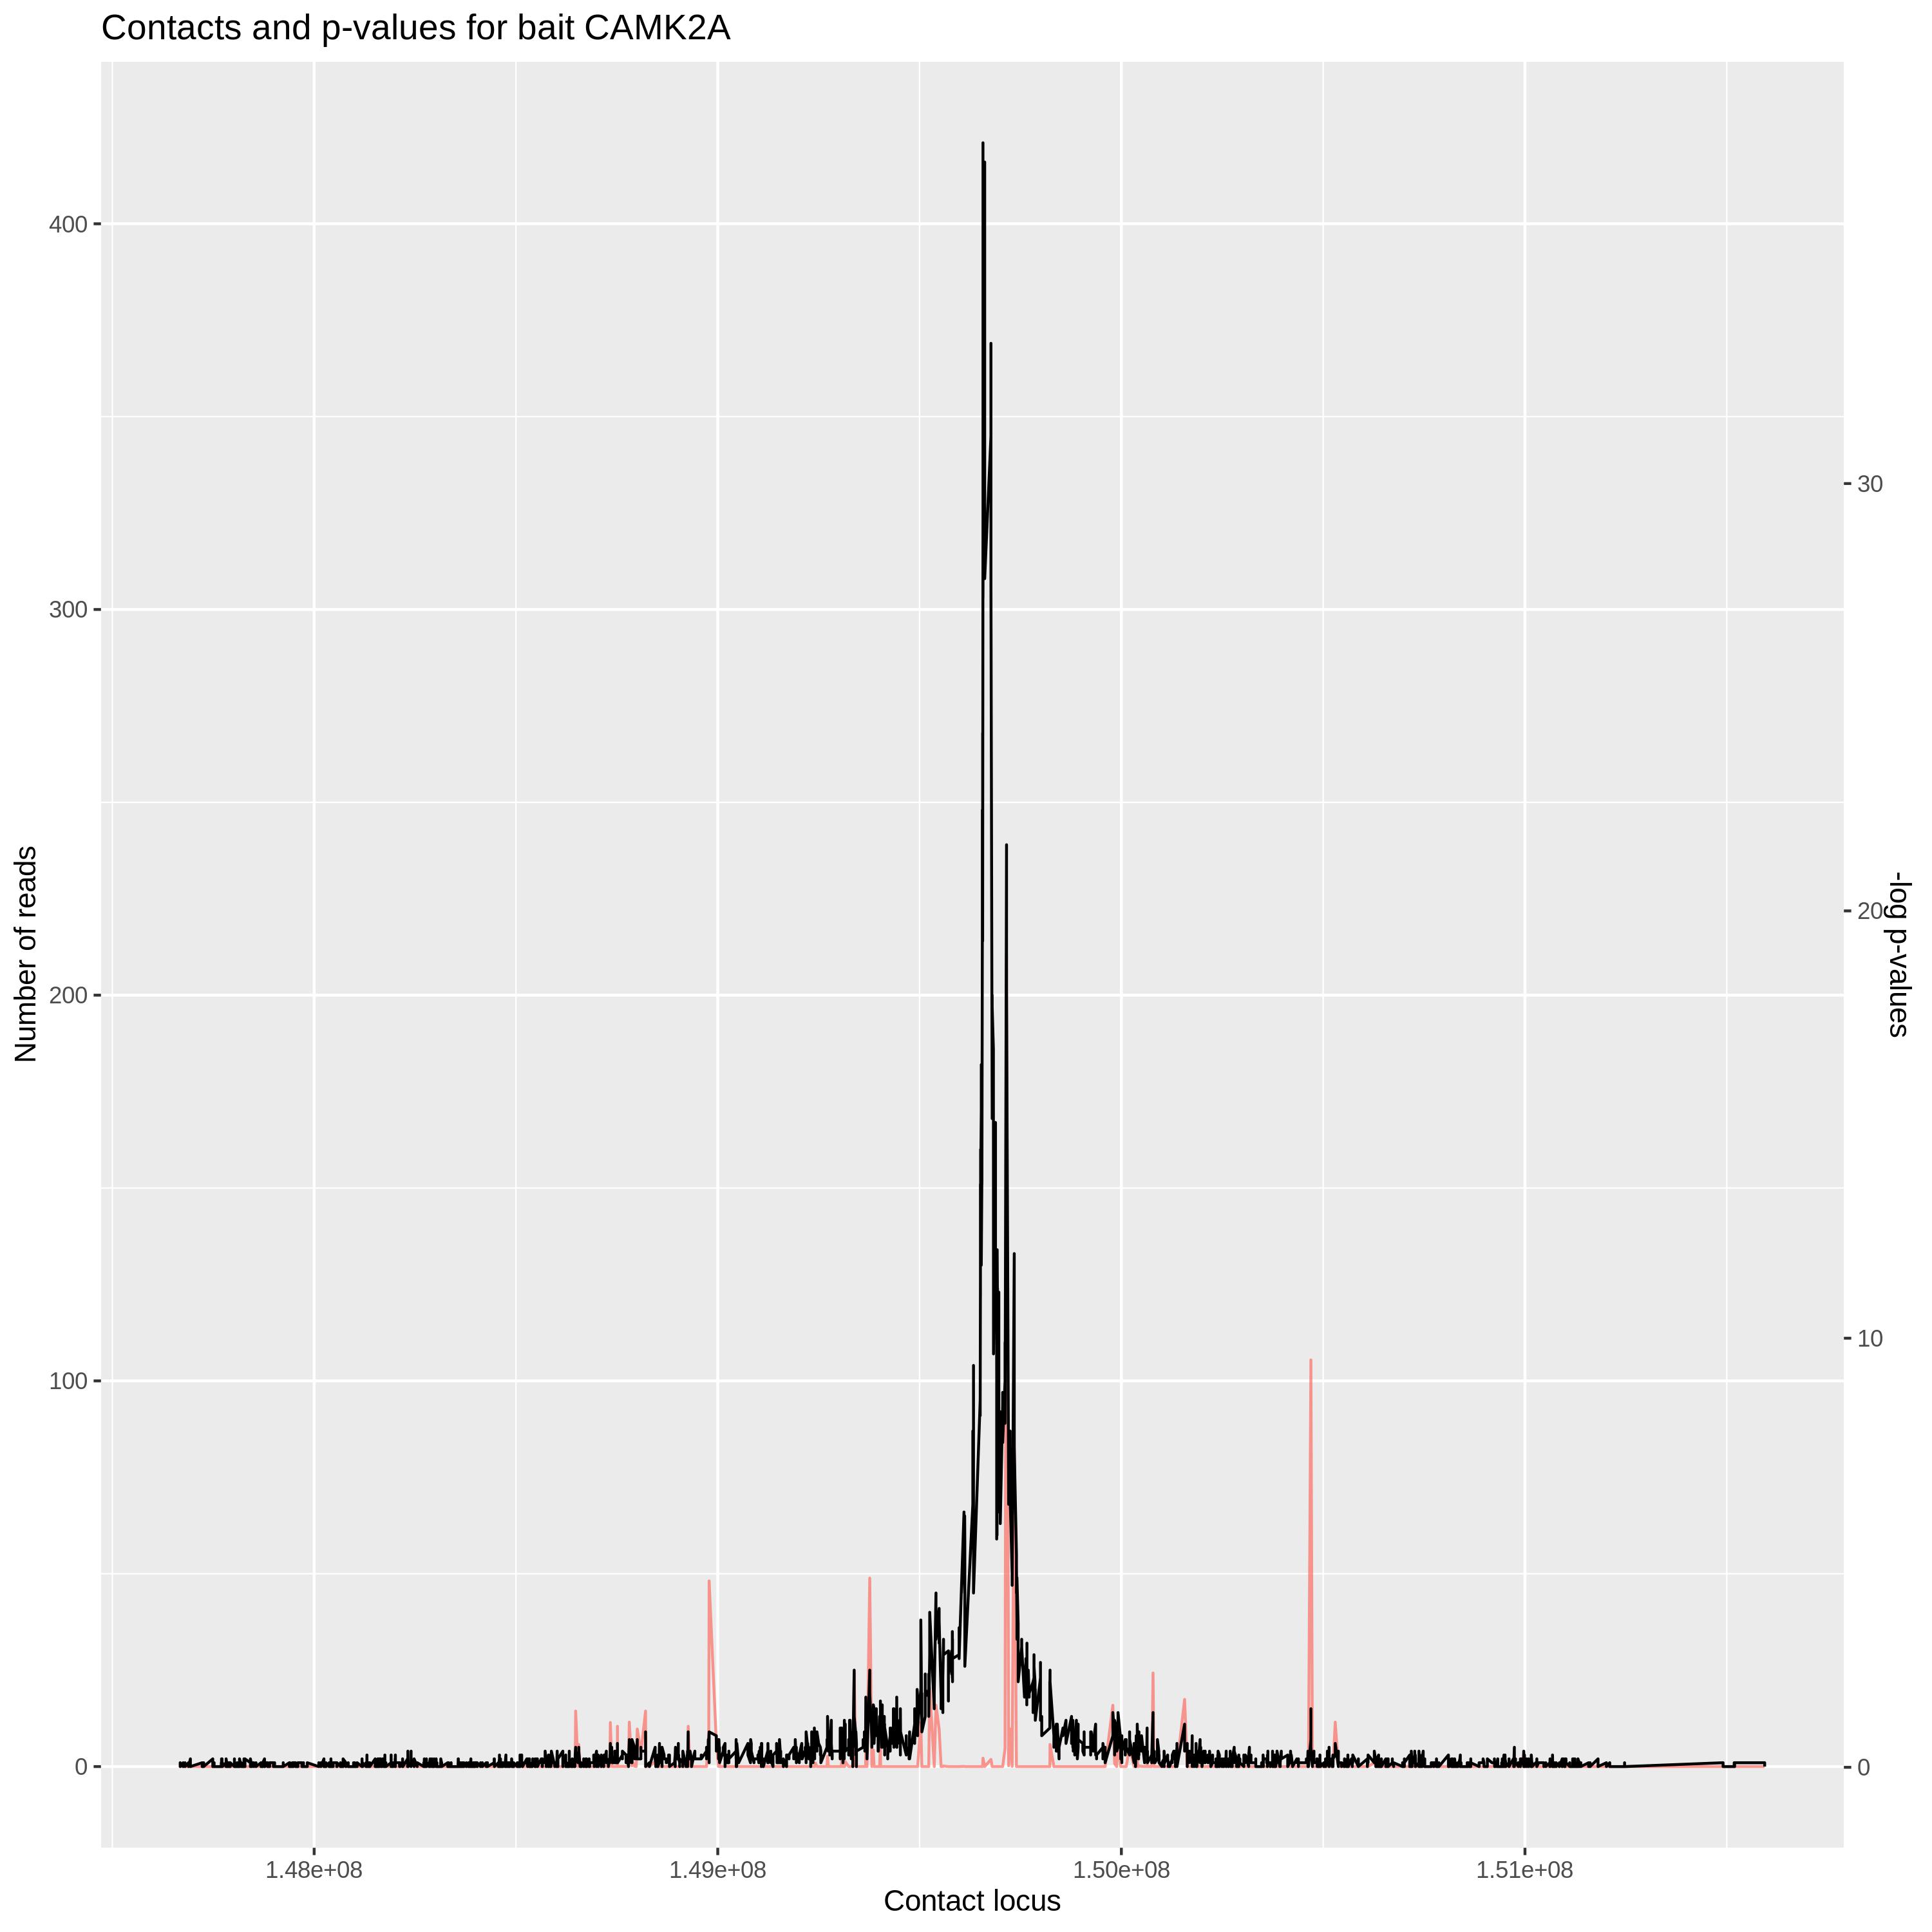 Contacts and p-values for bait CAMK2A
400
300
200
100
0
Number of reads
30
20
10
0
-log p-values
1.48e+08
1.49e+08
1.50e+08
1.51e+08
Contact locus